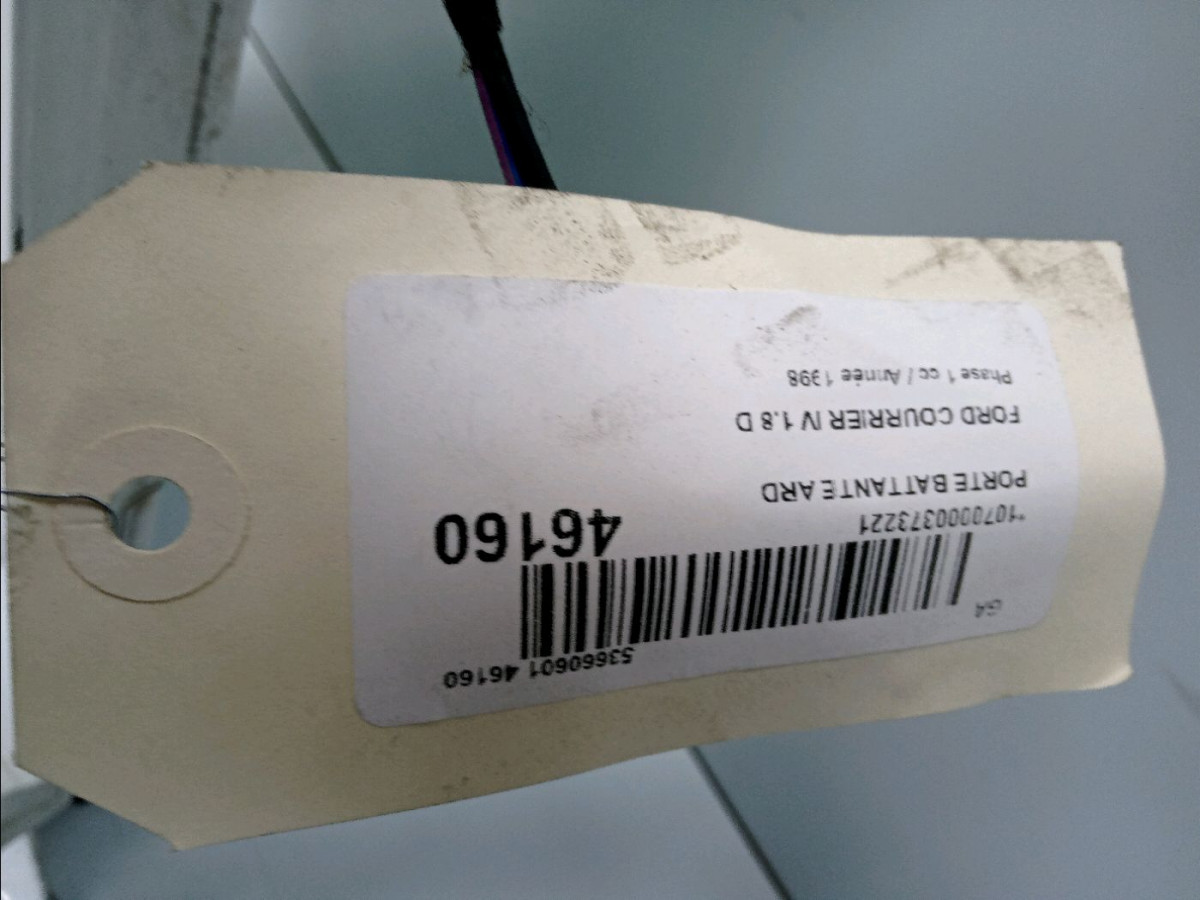 53660601 46160
GA
*1070000373221
46160
PORTE BATTANTE ARD
FORD COURRIER IV 1.8 D
Phase 1 cc / Année 1998